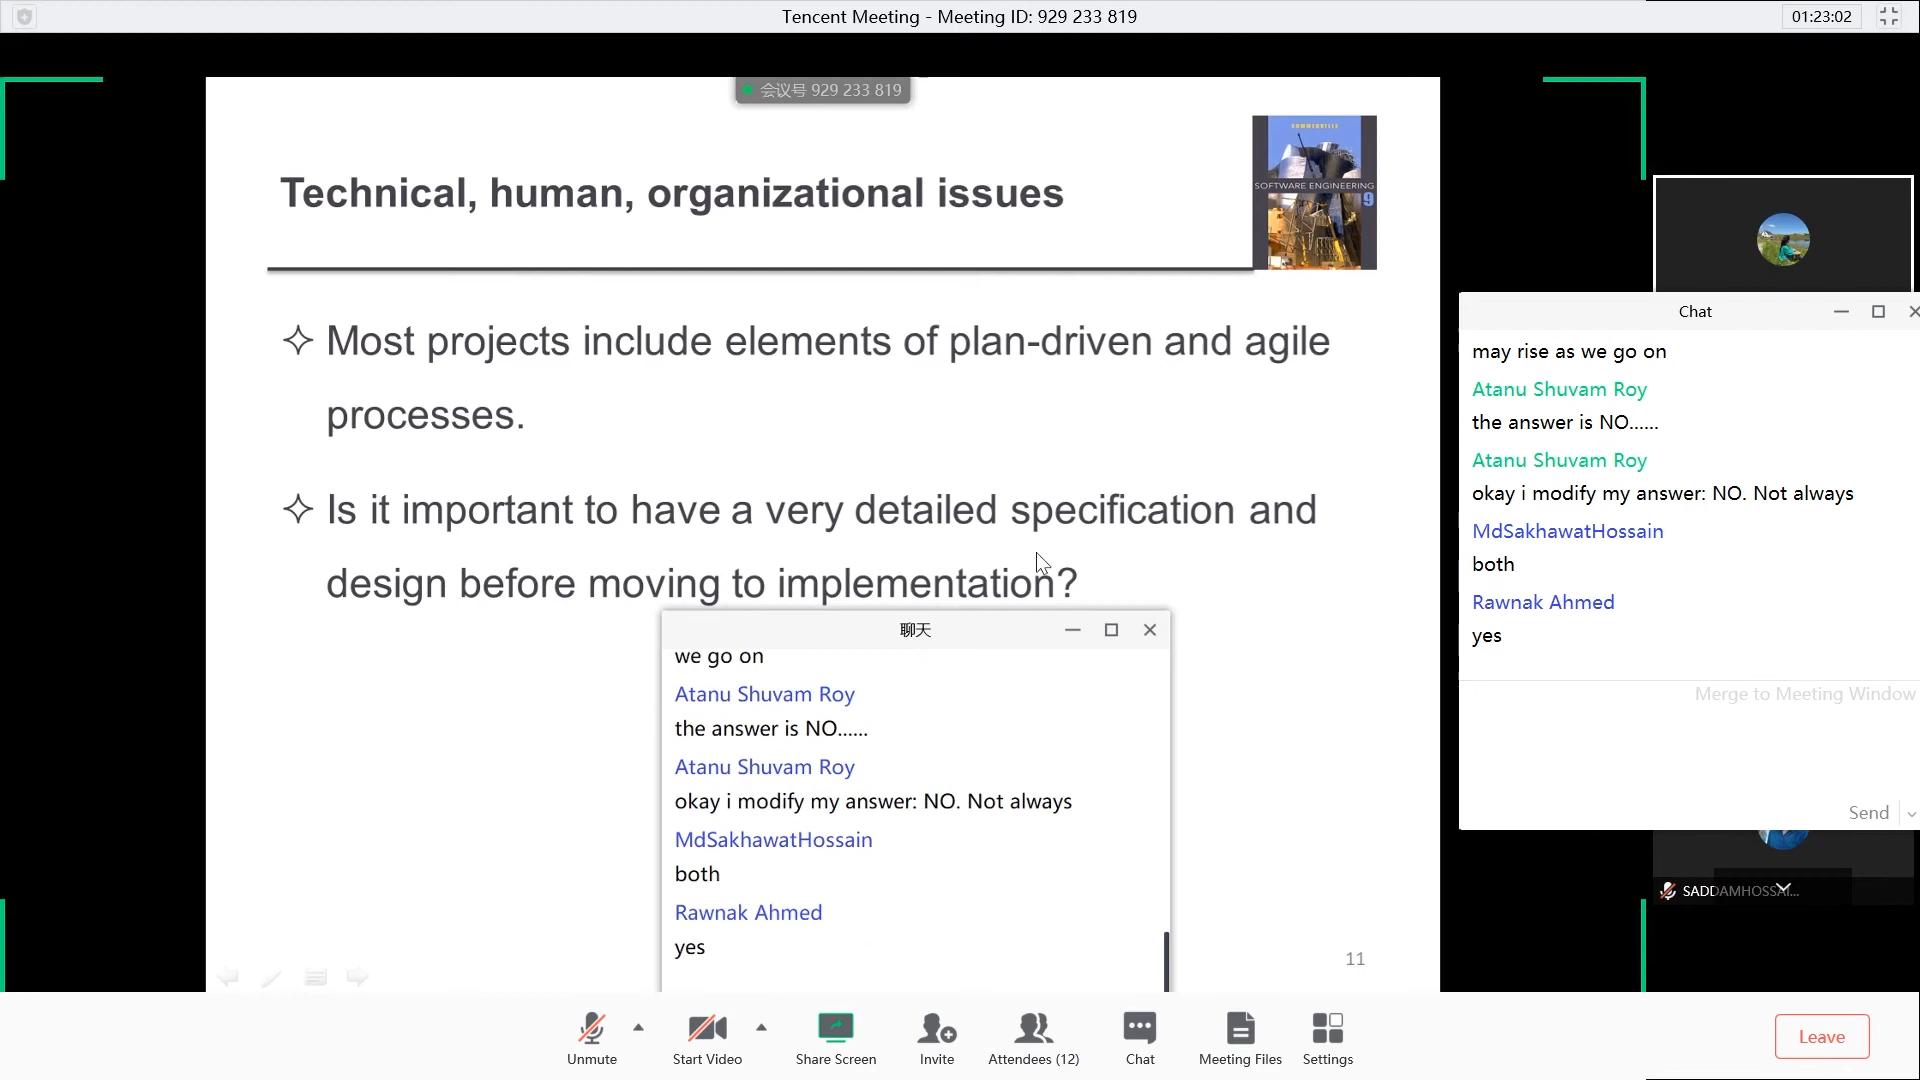 Tencent Meeting - Meeting ID: 929 233 819
01:23:02
会议号 929 233 819
Technical, human, organizational issues
SOMMERVILLE
SOFTWARE ENGINEERING
9
Most projects include elements of plan-driven and agile
processes.
Is it important to have a very detailed specification and
design before moving to implementation?
聊天
we go on
Atanu Shuvam Roy
the answer is NO......
Atanu Shuvam Roy
okay i modify my answer: NO. Not always
MdSakhawatHossain
both
Rawnak Ahmed
yes
11
Chat
may rise as we go on
Atanu Shuvam Roy
the answer is NO......
Atanu Shuvam Roy
okay i modify my answer: NO. Not always
MdSakhawatHossain
both
Rawnak Ahmed
yes
Merge to Meeting Window
Send
SADDAMHOSSAI...
Unmute
Start Video
Share Screen
Invite
Attendees (12)
Chat
Meeting Files
Settings
Leave